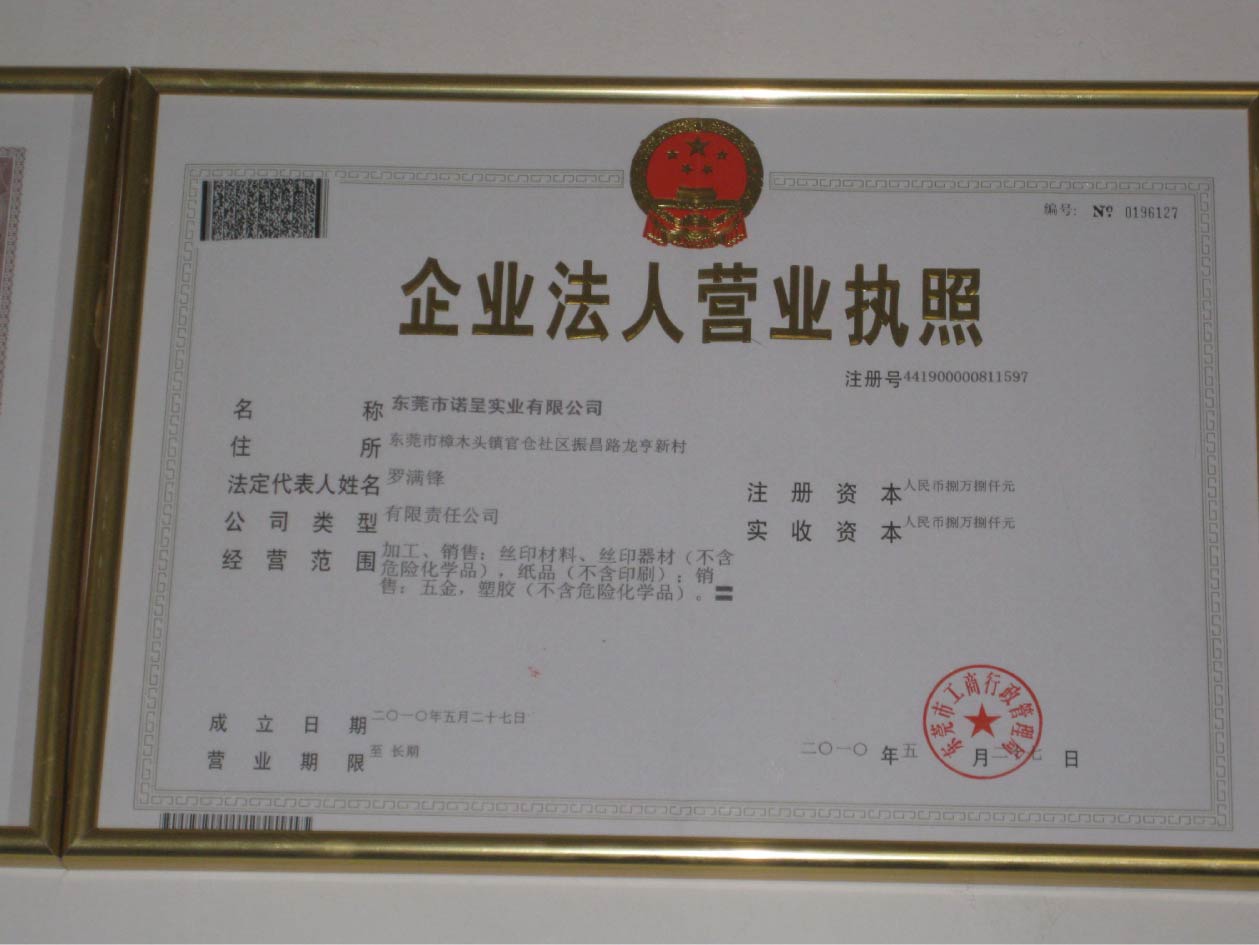 编号: Nº 0196127
企业法人营业执照
注册号441900000811597
名称 东莞市诺呈实业有限公司
住所 东莞市樟木头镇官仓社区振昌路龙亨新村
法定代表人姓名 罗满锋
注册资本 人民币捌万捌仟元
公司类型 有限责任公司
实收资本 人民币捌万捌仟元
经营范围 加工、销售：丝印材料、丝印器材（不含
危险化学品），纸品（不含印刷）；销
售：五金，塑胶（不含危险化学品）。
成立日期 二〇一〇年五月二十七日
营业期限 至 长期
东莞市工商行政管理局
二〇一〇 年 五 月 二 七 日